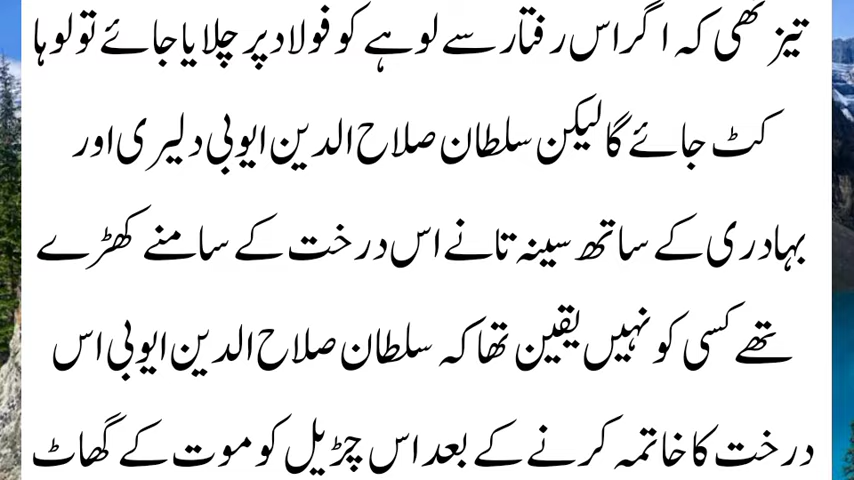 تیز تھی کہ اگر اس رفتار سے لوہے کو فولاد پر چلایا جائے تو لوہا
کٹ جائے گا لیکن سلطان صلاح الدین ایوبی دلیری اور
بہادری کے ساتھ سینہ تانے اس درخت کے سامنے کھڑے
تھے کسی کو نہیں یقین تھا کہ سلطان صلاح الدین ایوبی اس
درخت کا خاتمہ کرنے کے بعد اس چڑیل کو موت کے گھاٹ